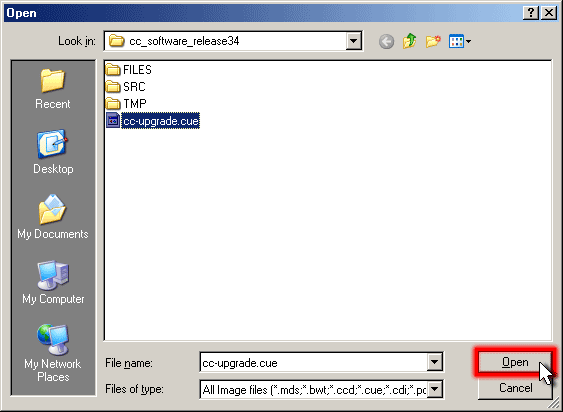 Open
Look in: cc_software_release34
FILES
SRC
TMP
cc-upgrade.cue
Recent
Desktop
My Documents
My Computer
My Network
Places
File name: cc-upgrade.cue Open
Files of type: All Image files (*.mds;*.bwt;*.ccd;*.cue;*.cdi;*.pd Cancel